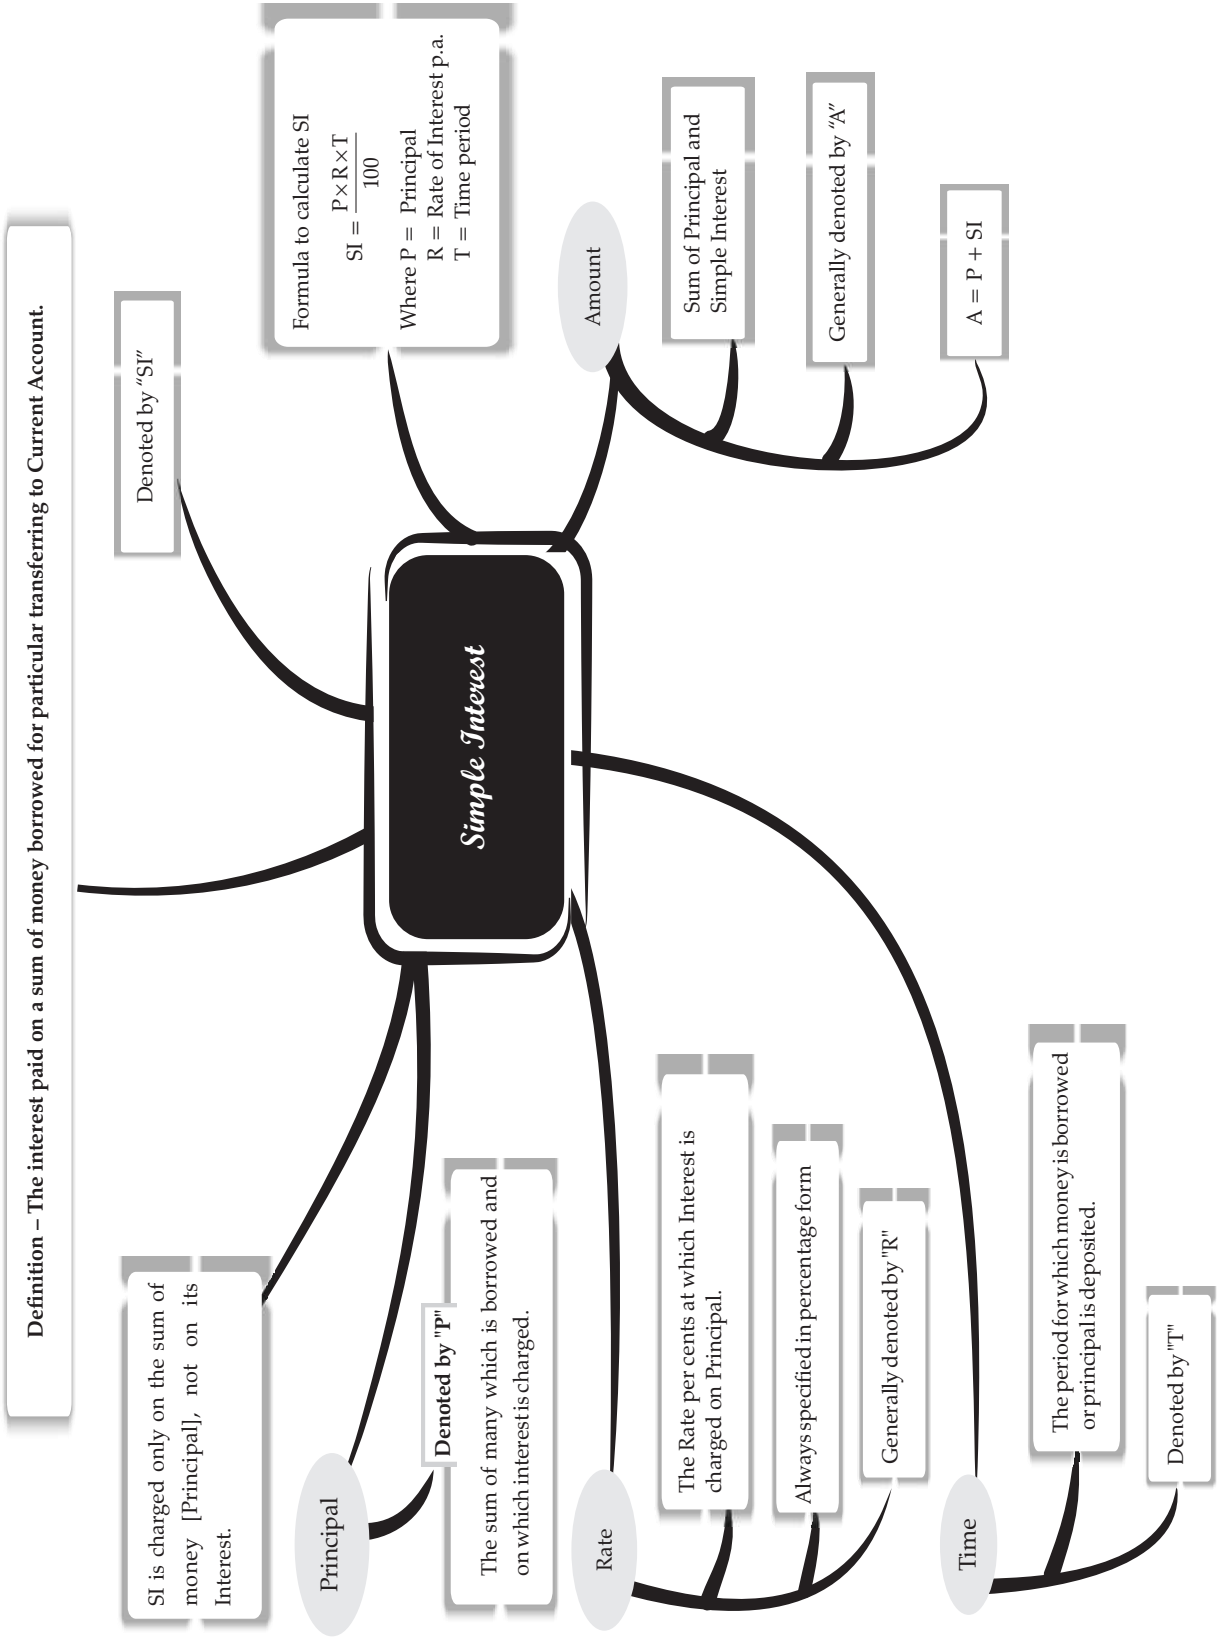 Definition – The interest paid on a sum of money borrowed for particular transferring to Current Account.
Denoted by “SI”
Formula to calculate SI
SI = P×R×T
100
Where P = Principal
R = Rate of Interest p.a.
T = Time period
SI is charged only on the sum of
money [Principal], not on its
Interest.
Simple Interest
Principal
Denoted by "P"
The sum of many which is borrowed and
on which interest is charged.
Amount
Sum of Principal and
Simple Interest
Generally denoted by “A”
A = P + SI
Rate
The Rate per cents at which Interest is
charged on Principal.
Always specified in percentage form
Generally denoted by "R"
Time
The period for which money is borrowed
or principal is deposited.
Denoted by "T"